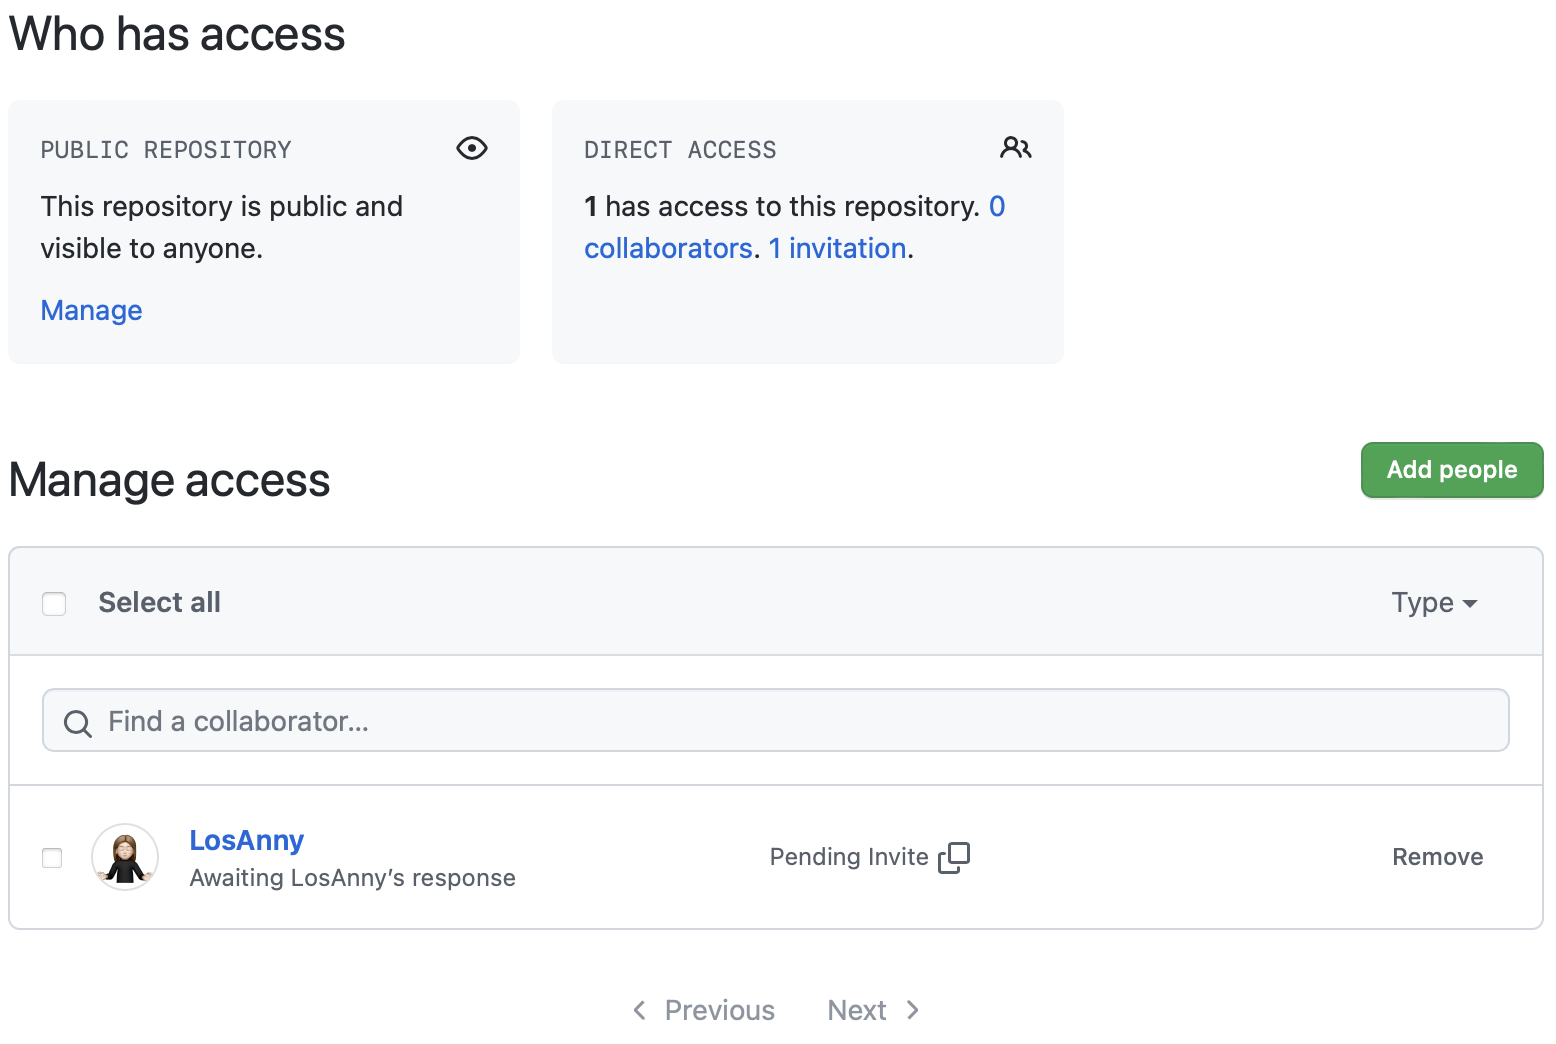 Who has access
PUBLIC REPOSITORY
This repository is public and
visible to anyone.
Manage
DIRECT ACCESS
1 has access to this repository. 0
collaborators. 1 invitation.
Manage access
Add people
Select all
Type
Find a collaborator...
LosAnny
Awaiting LosAnny’s response
Pending Invite
Remove
Previous
Next